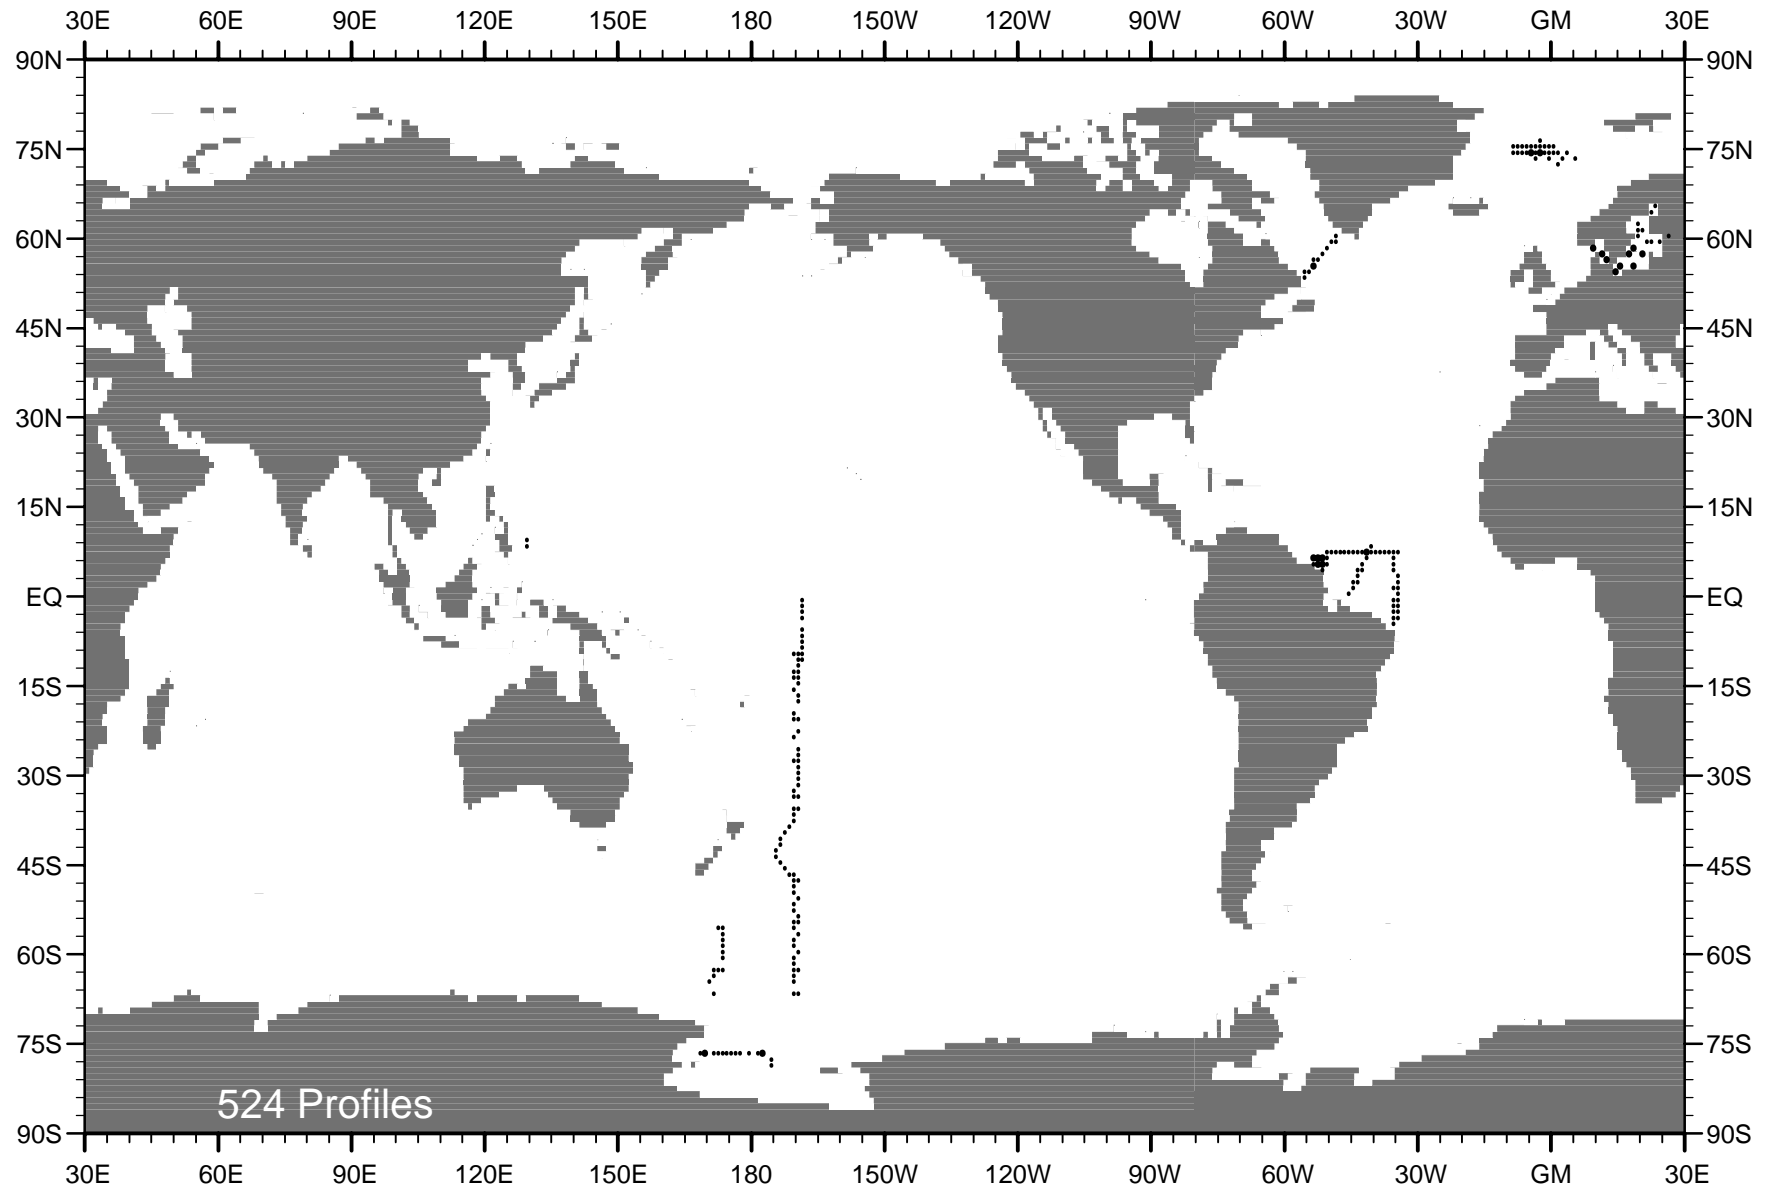 30E 60E 90E 120E 150E 180 150W 120W 90W 60W 30W GM 30E
90N 90N
75N 75N
60N 60N
45N 45N
30N 30N
15N 15N
EQ EQ
15S 15S
30S 30S
45S 45S
60S 60S
75S 75S
524 Profiles
90S 90S
30E 60E 90E 120E 150E 180 150W 120W 90W 60W 30W GM 30E